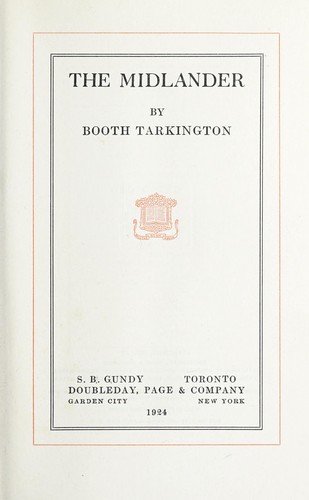 THE MIDLANDER
BY
BOOTH TARKINGTON
S. B. GUNDY TORONTO
DOUBLEDAY, PAGE & COMPANY
GARDEN CITY NEW YORK
1924